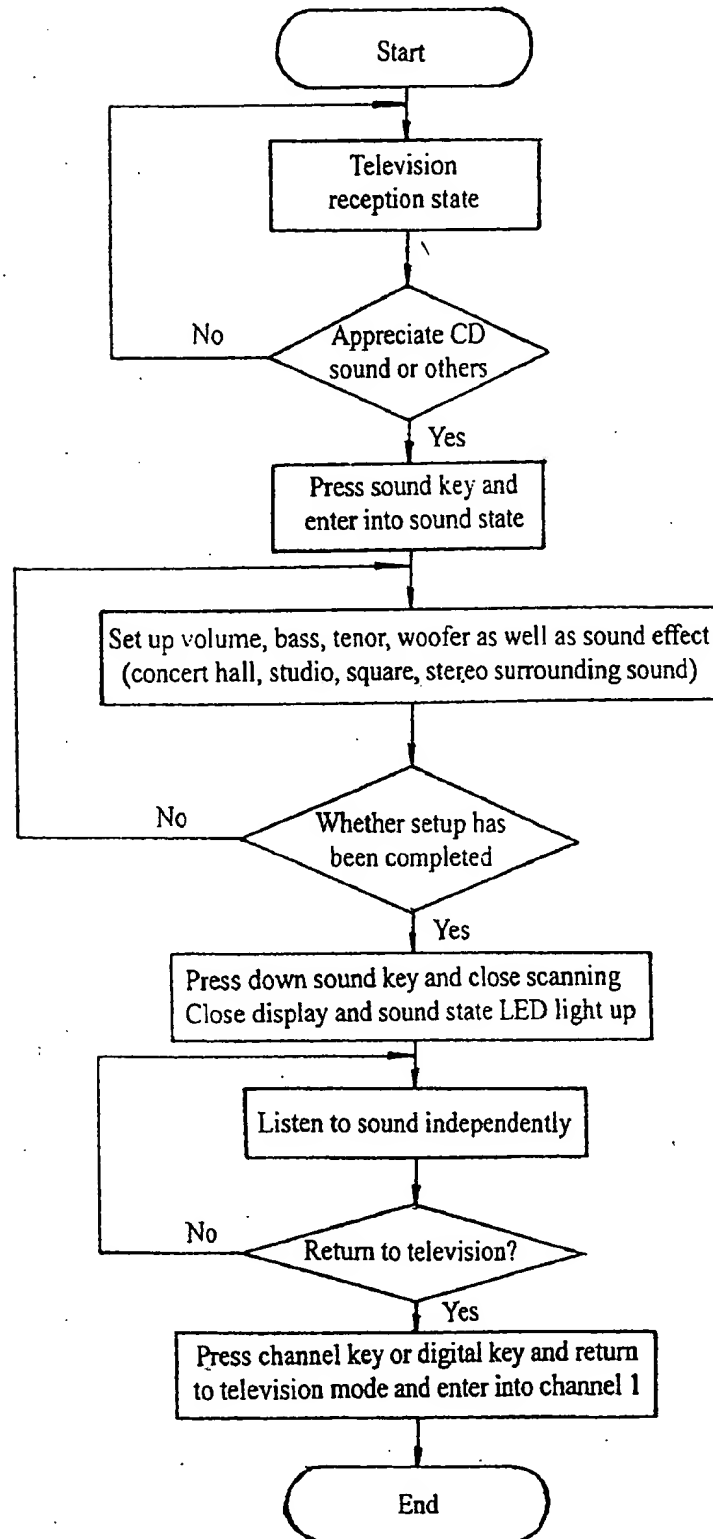 Start
Television
reception state
No
Appreciate CD
sound or others
Yes
Press sound key and
enter into sound state
Set up volume, bass, tenor, woofer as well as sound effect
(concert hall, studio, square, stereo surrounding sound)
No
Whether setup has
been completed
Yes
Press down sound key and close scanning
Close display and sound state LED light up
Listen to sound independently
No
Return to television?
Yes
Press channel key or digital key and return
to television mode and enter into channel 1
End